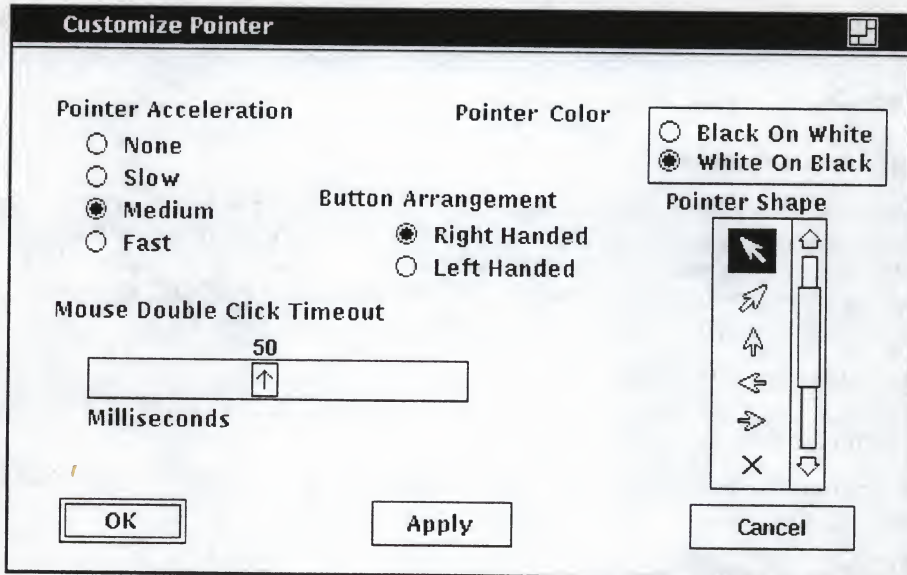 Customize Pointer
Pointer Acceleration
None
Slow
Medium
Fast
Pointer Color
Black On White
White On Black
Button Arrangement
Right Handed
Left Handed
Pointer Shape
Mouse Double Click Timeout
50
Milliseconds
OK
Apply
Cancel